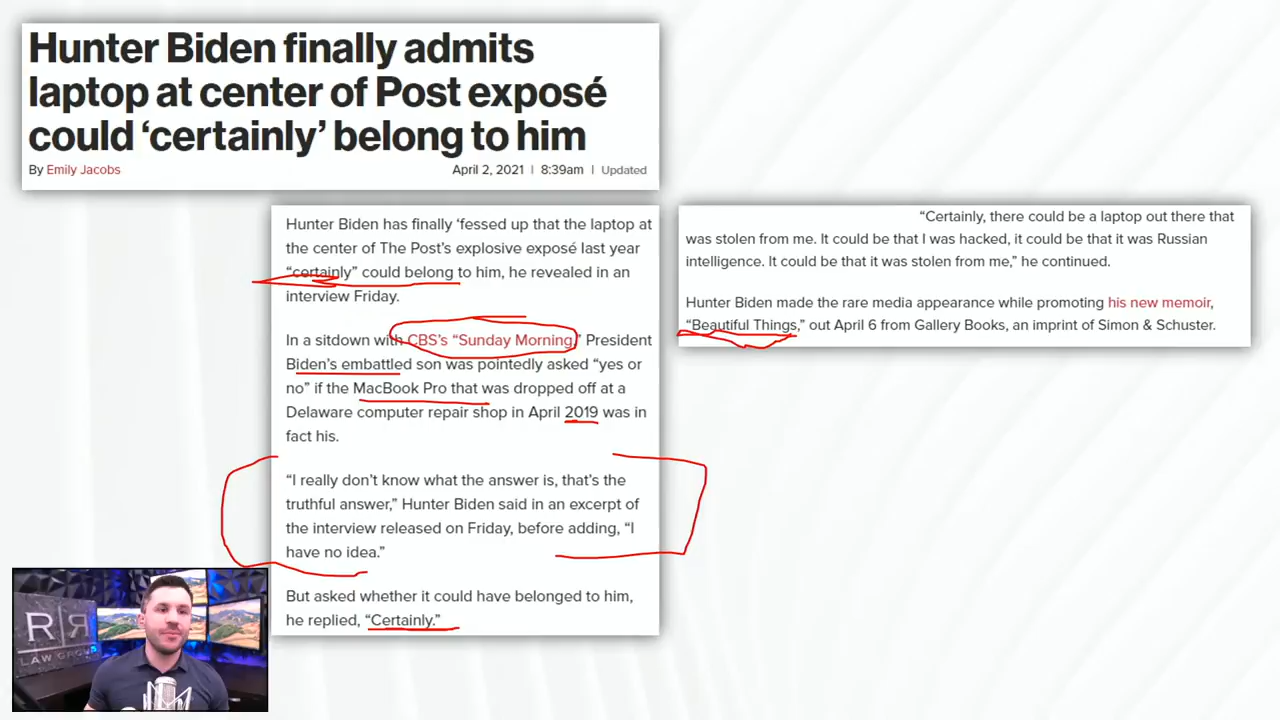 Hunter Biden finally admits
laptop at center of Post exposé
could ‘certainly’ belong to him
By Emily Jacobs April 2, 2021 | 8:39am | Updated
Hunter Biden has finally ‘fessed up that the laptop at
the center of The Post’s explosive exposé last year
“certainly” could belong to him, he revealed in an
interview Friday.
In a sitdown with CBS’s “Sunday Morning,” President
Biden’s embattled son was pointedly asked “yes or
no” if the MacBook Pro that was dropped off at a
Delaware computer repair shop in April 2019 was in
fact his.
“I really don’t know what the answer is, that’s the
truthful answer,” Hunter Biden said in an excerpt of
the interview released on Friday, before adding, “I
have no idea.”
But asked whether it could have belonged to him,
he replied, “Certainly.”
“Certainly, there could be a laptop out there that
was stolen from me. It could be that I was hacked, it could be that it was Russian
intelligence. It could be that it was stolen from me,” he continued.
Hunter Biden made the rare media appearance while promoting his new memoir,
“Beautiful Things,” out April 6 from Gallery Books, an imprint of Simon & Schuster.
R|R
LAW GROUP